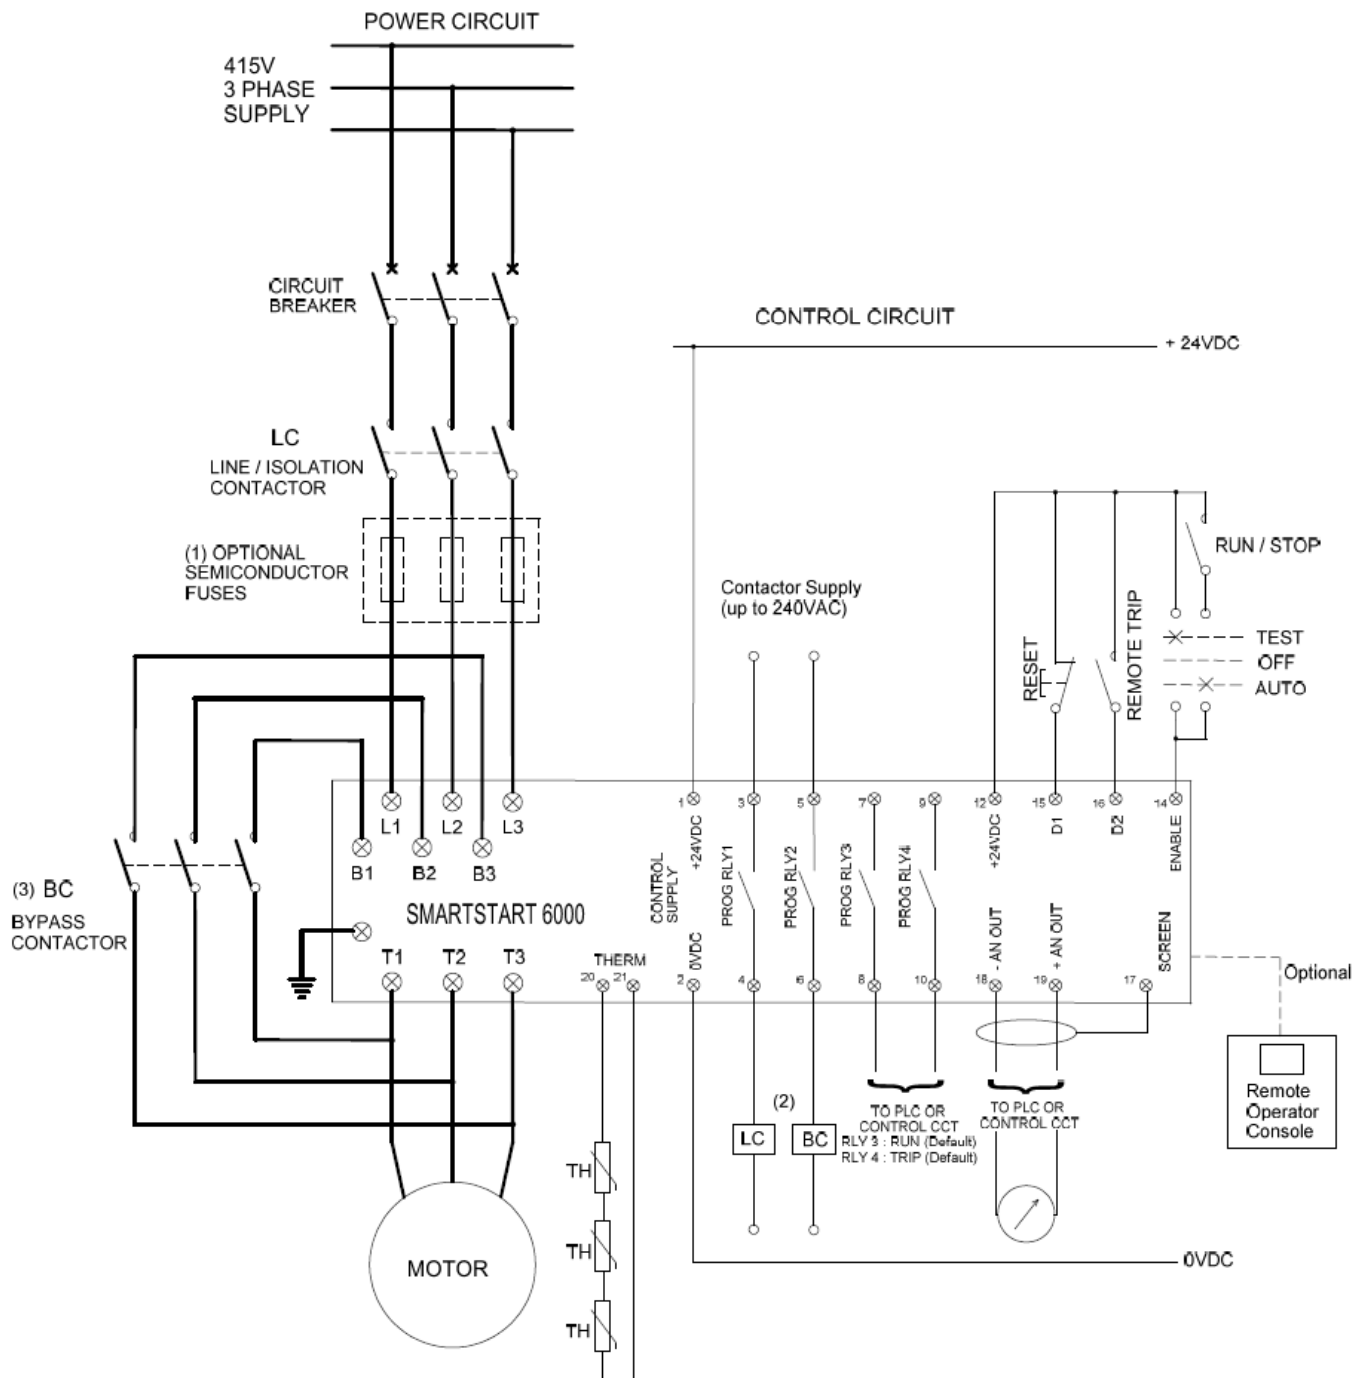 POWER CIRCUIT
415V
3 PHASE
SUPPLY
CIRCUIT
BREAKER
CONTROL CIRCUIT
+ 24VDC
LC
LINE / ISOLATION
CONTACTOR
(1) OPTIONAL
SEMICONDUCTOR
FUSES
RUN / STOP
Contactor Supply
(up to 240VAC)
RESET
REMOTE TRIP
TEST
OFF
AUTO
L1
L2
L3
B1
B2
B3
1
3
5
7
9
12
15
16
14
+24VDC
CONTROL
SUPPLY
0VDC
PROG RLY1
PROG RLY2
PROG RLY3
PROG RLY4
+24VDC
D1
D2
ENABLE
(3) BC
BYPASS
CONTACTOR
SMARTSTART 6000
T1
T2
T3
THERM
20
21
2
4
6
8
10
18
19
17
- AN OUT
+ AN OUT
SCREEN
Optional
Remote
Operator
Console
(2)
LC
BC
TO PLC OR
CONTROL CCT
RLY 3 : RUN (Default)
RLY 4 : TRIP (Default)
TO PLC OR
CONTROL CCT
TH
TH
TH
MOTOR
0VDC